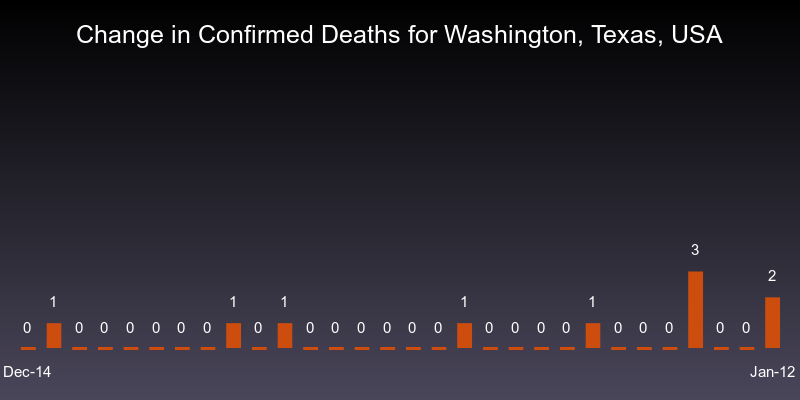 Change in Confirmed Deaths for Washington, Texas, USA
3
2
1 1 1 1 1
0 0 0 0 0 0 0 0 0 0 0 0 0 0 0 0 0 0 0 0 0 0 0
Dec-14 Jan-12